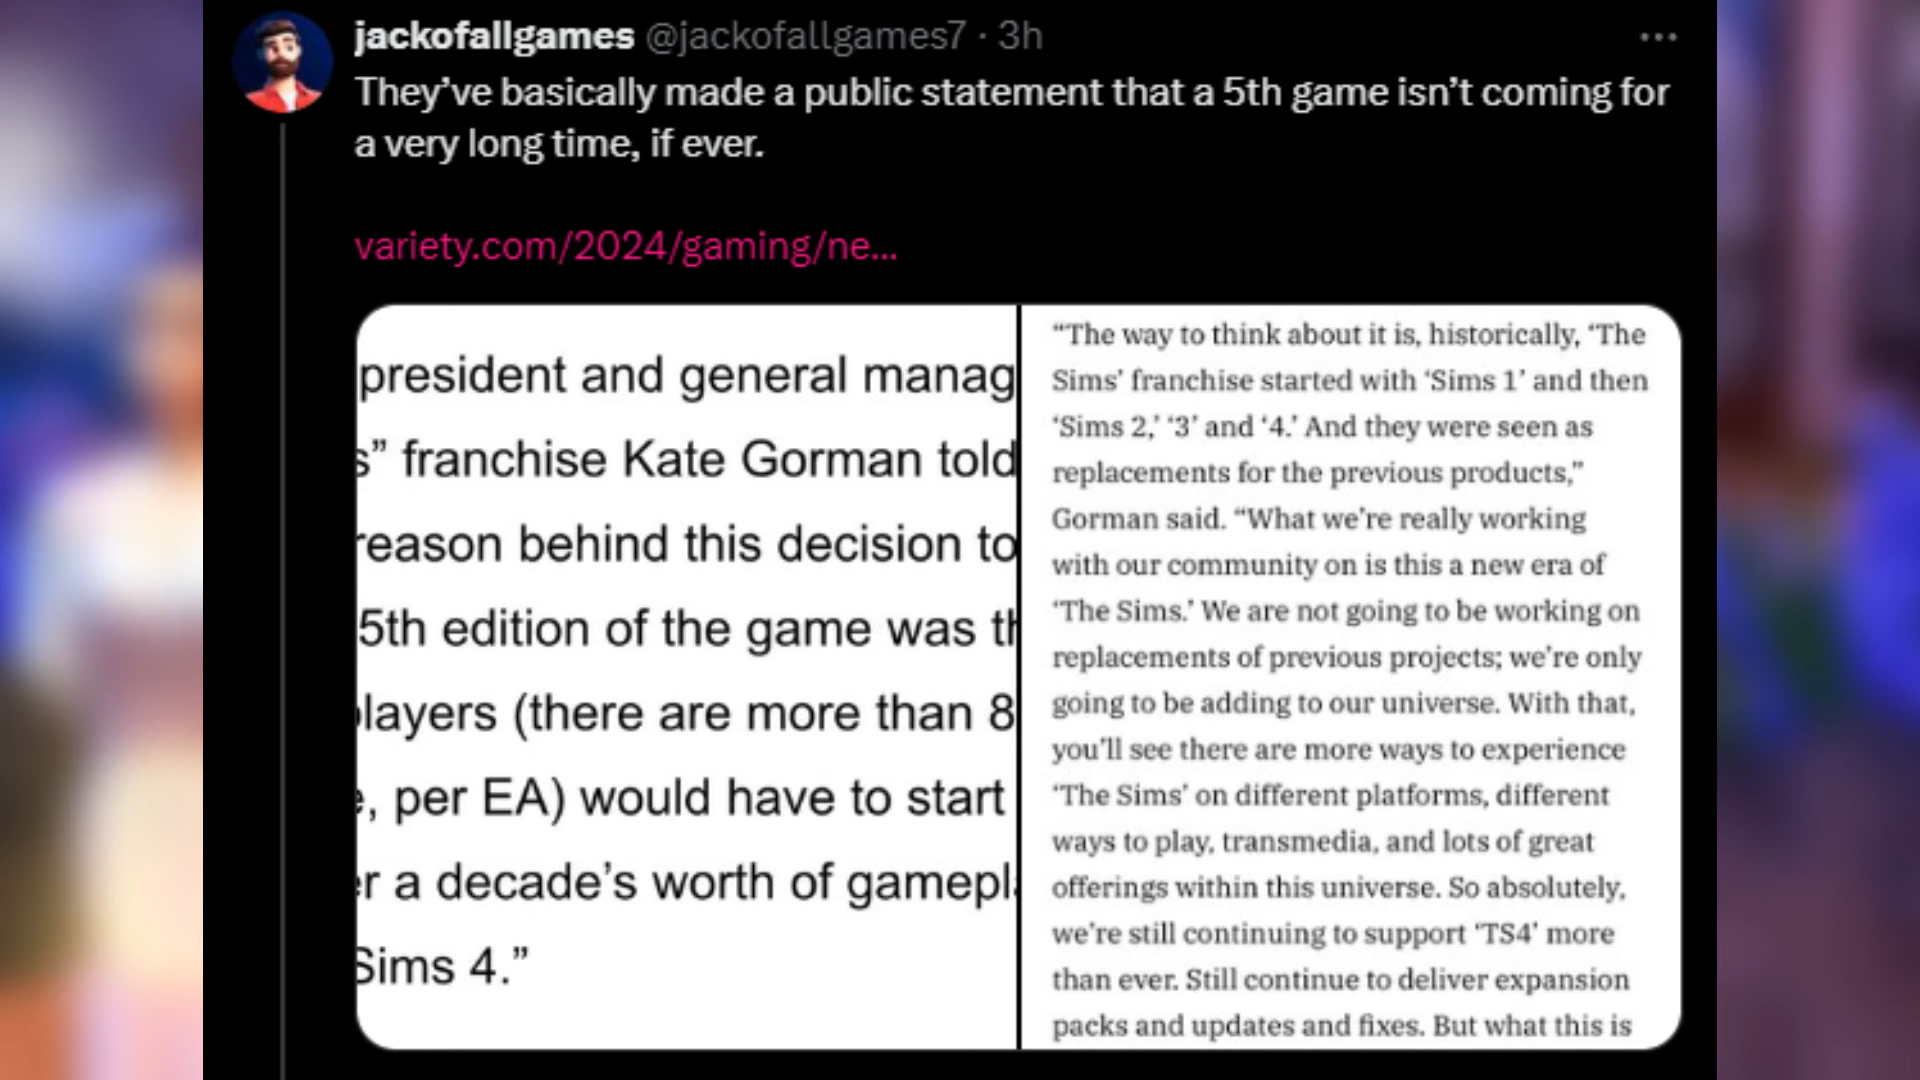 jackofallgames @jackofallgames7 · 3h
They’ve basically made a public statement that a 5th game isn’t coming for
a very long time, if ever.
variety.com/2024/gaming/ne...
president and general manag
s” franchise Kate Gorman told
reason behind this decision to
5th edition of the game was th
players (there are more than 8
e, per EA) would have to start
er a decade’s worth of gamepla
Sims 4.”
“The way to think about it is, historically, ‘The
Sims’ franchise started with ‘Sims 1’ and then
‘Sims 2,’ ‘3’ and ‘4.’ And they were seen as
replacements for the previous products,”
Gorman said. “What we’re really working
with our community on is this a new era of
‘The Sims.’ We are not going to be working on
replacements of previous projects; we’re only
going to be adding to our universe. With that,
you’ll see there are more ways to experience
‘The Sims’ on different platforms, different
ways to play, transmedia, and lots of great
offerings within this universe. So absolutely,
we’re still continuing to support ‘TS4’ more
than ever. Still continue to deliver expansion
packs and updates and fixes. But what this is